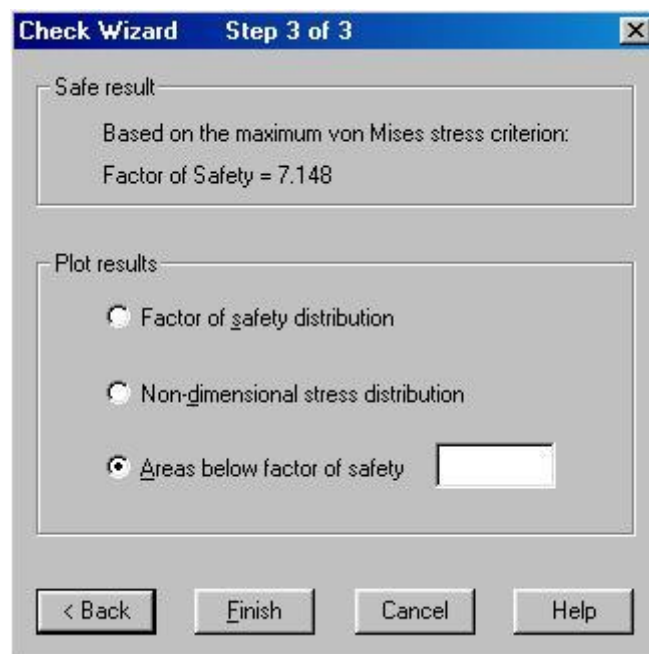 Check Wizard Step 3 of 3
Safe result
Based on the maximum von Mises stress criterion:
Factor of Safety = 7.148
Plot results
Factor of safety distribution
Non-dimensional stress distribution
Areas below factor of safety
< Back Finish Cancel Help